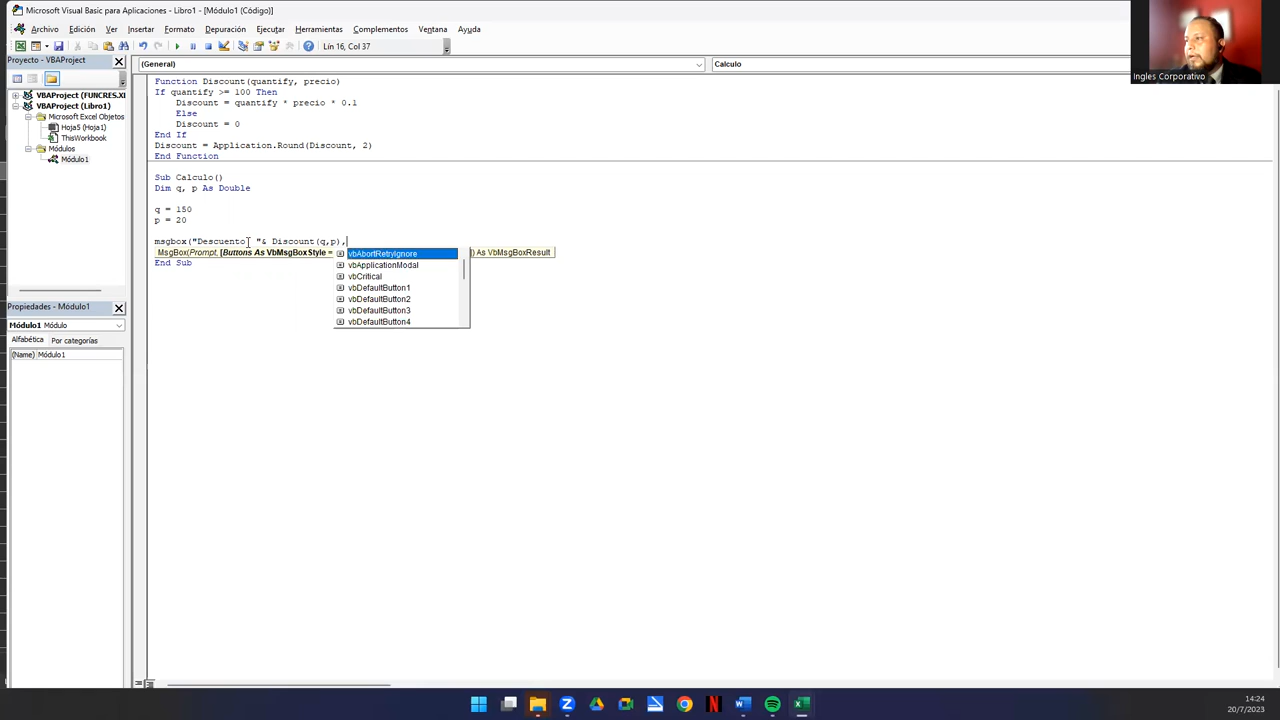 Microsoft Visual Basic para Aplicaciones - Libro1 - [Módulo1 (Código)]
Archivo Edición Ver Insertar Formato Depuración Ejecutar Herramientas Complementos Ventana Ayuda
Lín 16, Col 37
Proyecto - VBAProject
(General)
Calculo
VBAProject (FUNCRES.XL
VBAProject (Libro1)
Microsoft Excel Objetos
Hoja5 (Hoja1)
ThisWorkbook
Módulos
Módulo1
Propiedades - Módulo1
Módulo1 Módulo
Alfabética Por categorías
(Name) Módulo1
Function Discount(quantify, precio)
If quantify >= 100 Then
Discount = quantify * precio * 0.1
Else
Discount = 0
End If
Discount = Application.Round(Discount, 2)
End Function
Sub Calculo()
Dim q, p As Double
q = 150
p = 20
msgbox("Descuento "& Discount(q,p),
MsgBox(Prompt, [Buttons As VbMsgBoxStyle = ]) As VbMsgBoxResult
End Sub
vbAbortRetryIgnore
vbApplicationModal
vbCritical
vbDefaultButton1
vbDefaultButton2
vbDefaultButton3
vbDefaultButton4
Ingles Corporativo
14:24
20/7/2023